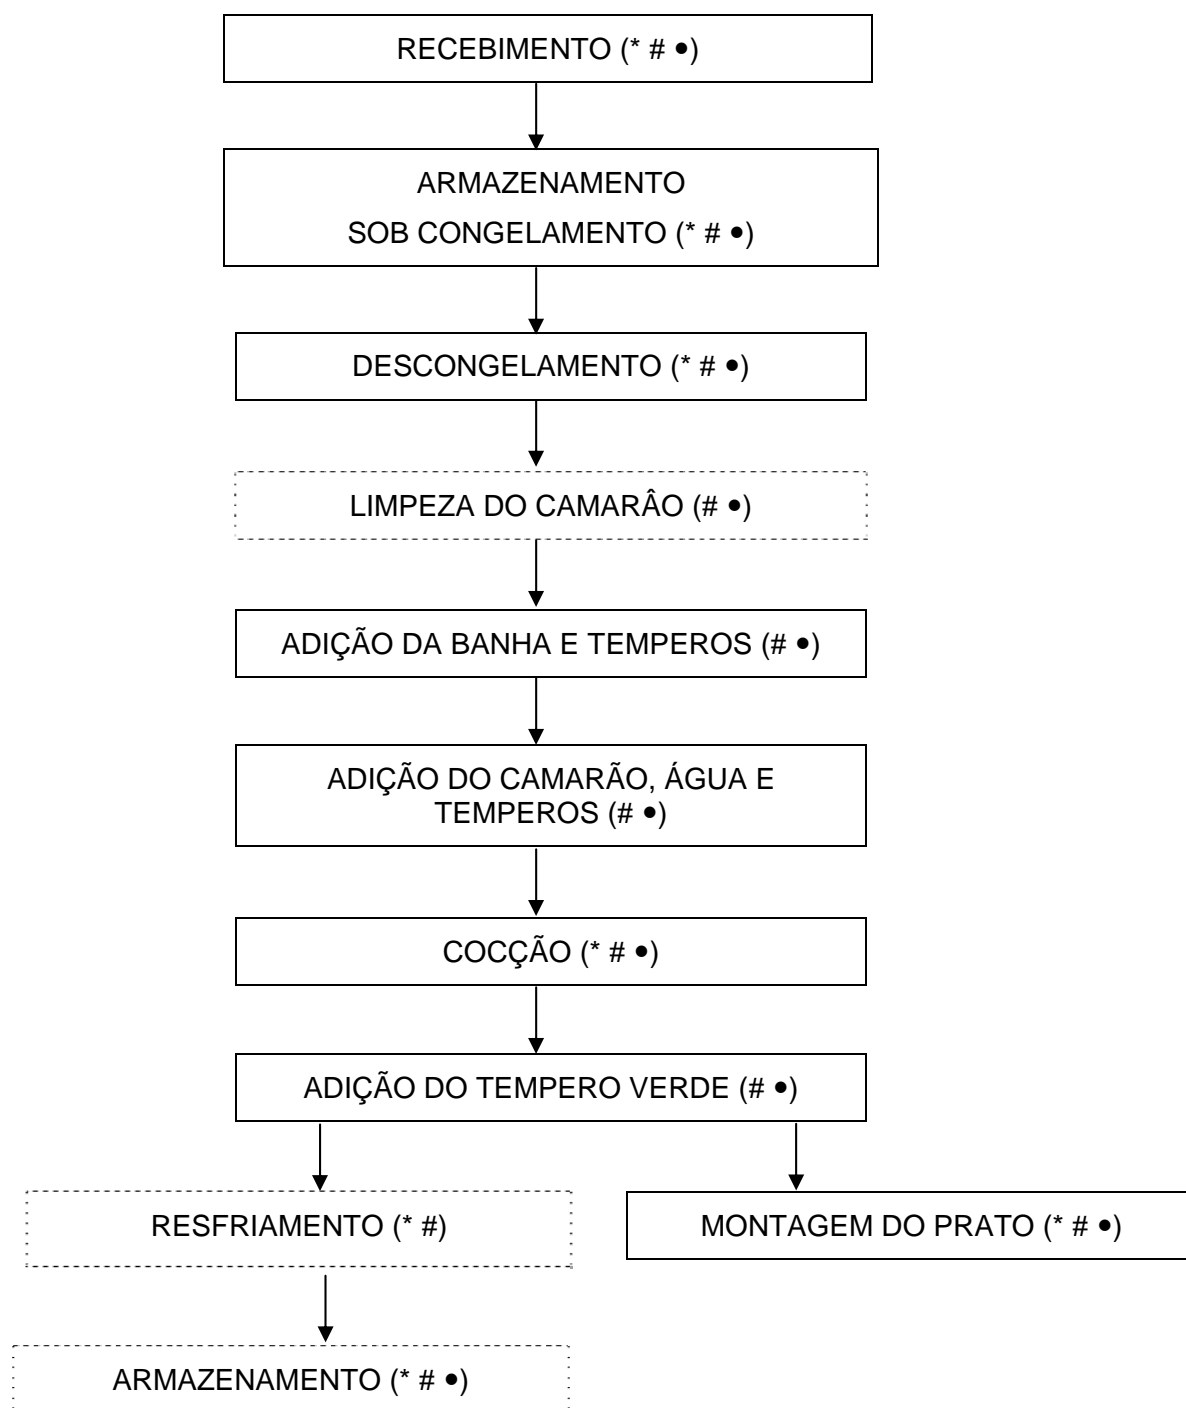 RECEBIMENTO (* # ●)
ARMAZENAMENTO
SOB CONGELAMENTO (* # ●)
DESCONGELAMENTO (* # ●)
LIMPEZA DO CAMARÂO (# ●)
ADIÇÃO DA BANHA E TEMPEROS (# ●)
ADIÇÃO DO CAMARÃO, ÁGUA E
TEMPEROS (# ●)
COCÇÃO (* # ●)
ADIÇÃO DO TEMPERO VERDE (# ●)
RESFRIAMENTO (* #)
MONTAGEM DO PRATO (* # ●)
ARMAZENAMENTO (* # ●)